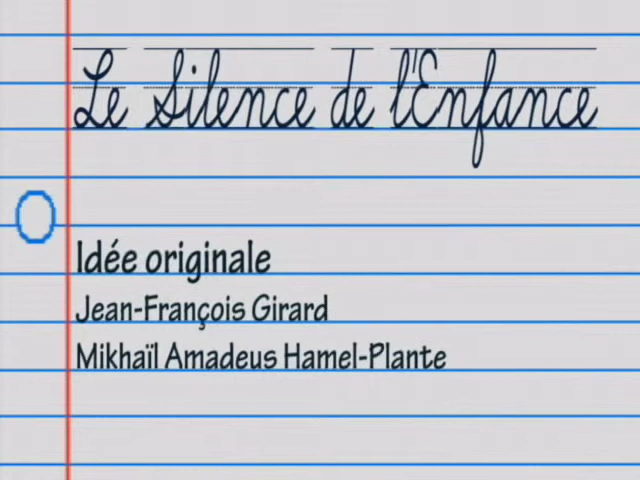 Le Silence de l'Enfance
Idée originale
Jean-François Girard
Mikhaïl Amadeus Hamel-Plante